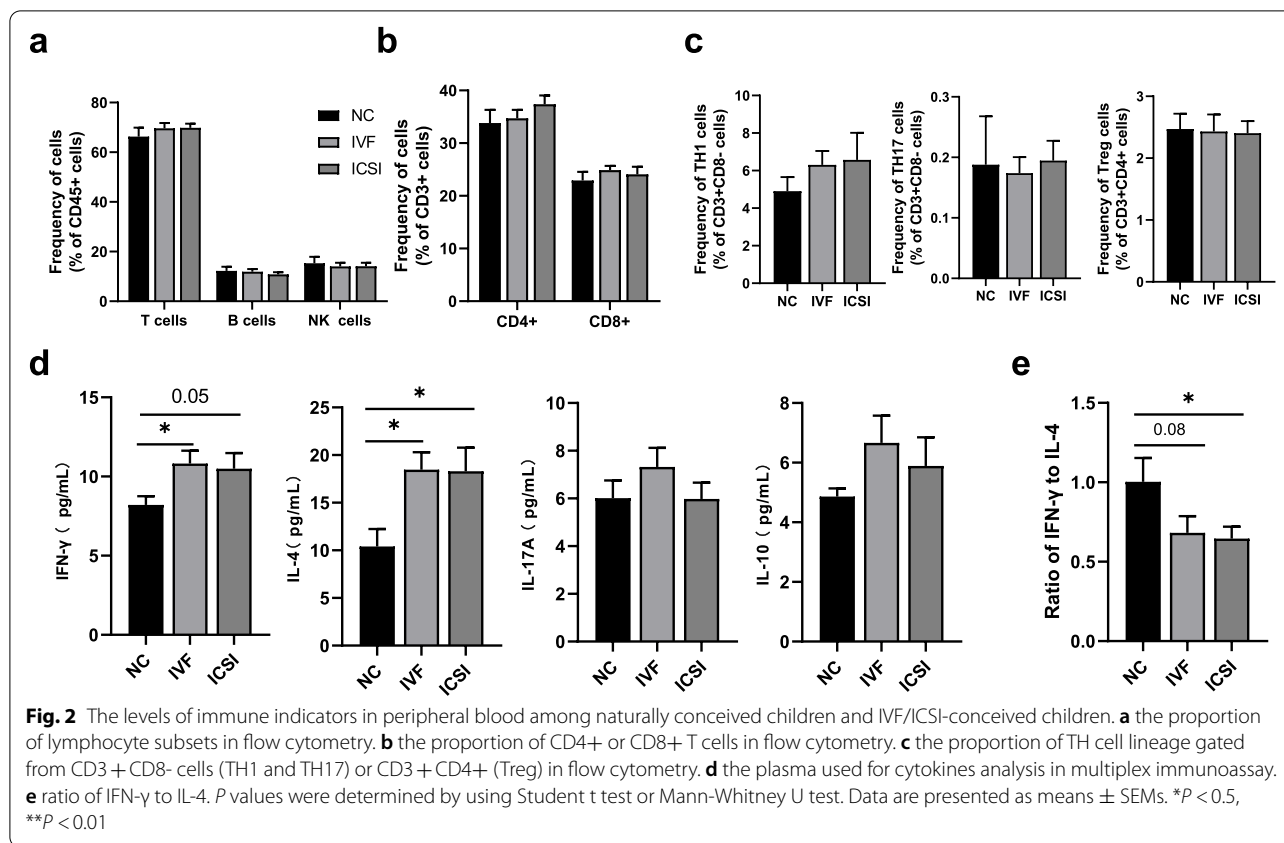 a
Frequency of cells
(% of CD45+ cells)
80
60
40
20
0
T cells
B cells
NK cells
NC
IVF
ICSI
b
Frequency of cells
(% of CD3+ cells)
40
30
20
10
0
CD4+
CD8+
c
Frequency of TH1 cells
(% of CD3+CD8- cells)
10
8
6
4
2
0
NC
IVF
ICSI
Frequency of TH17 cells
(% of CD3+CD8- cells)
0.3
0.2
0.1
0.0
NC
IVF
ICSI
Frequency of Treg cells
(% of CD3+CD4+ cells)
4
3
2
1
0
NC
IVF
ICSI
d
IFN-γ( pg/mL)
15
10
5
0
0.05
*
NC
IVF
ICSI
IL-4( pg/mL)
25
20
15
10
5
0
*
*
NC
IVF
ICSI
IL-17A( pg/mL)
10
8
6
4
2
0
NC
IVF
ICSI
IL-10( pg/mL)
8
6
4
2
0
NC
IVF
ICSI
e
Ratio of IFN-γ to IL-4
1.5
1.0
0.5
0.0
*
0.08
NC
IVF
ICSI
Fig. 2 The levels of immune indicators in peripheral blood among naturally conceived children and IVF/ICSI-conceived children. a the proportion
of lymphocyte subsets in flow cytometry. b the proportion of CD4+ or CD8+ T cells in flow cytometry. c the proportion of TH cell lineage gated
from CD3 + CD8- cells (TH1 and TH17) or CD3 + CD4+ (Treg) in flow cytometry. d the plasma used for cytokines analysis in multiplex immunoassay.
e ratio of IFN-γ to IL-4. P values were determined by using Student t test or Mann-Whitney U test. Data are presented as means ± SEMs. *P < 0.5,
**P < 0.01